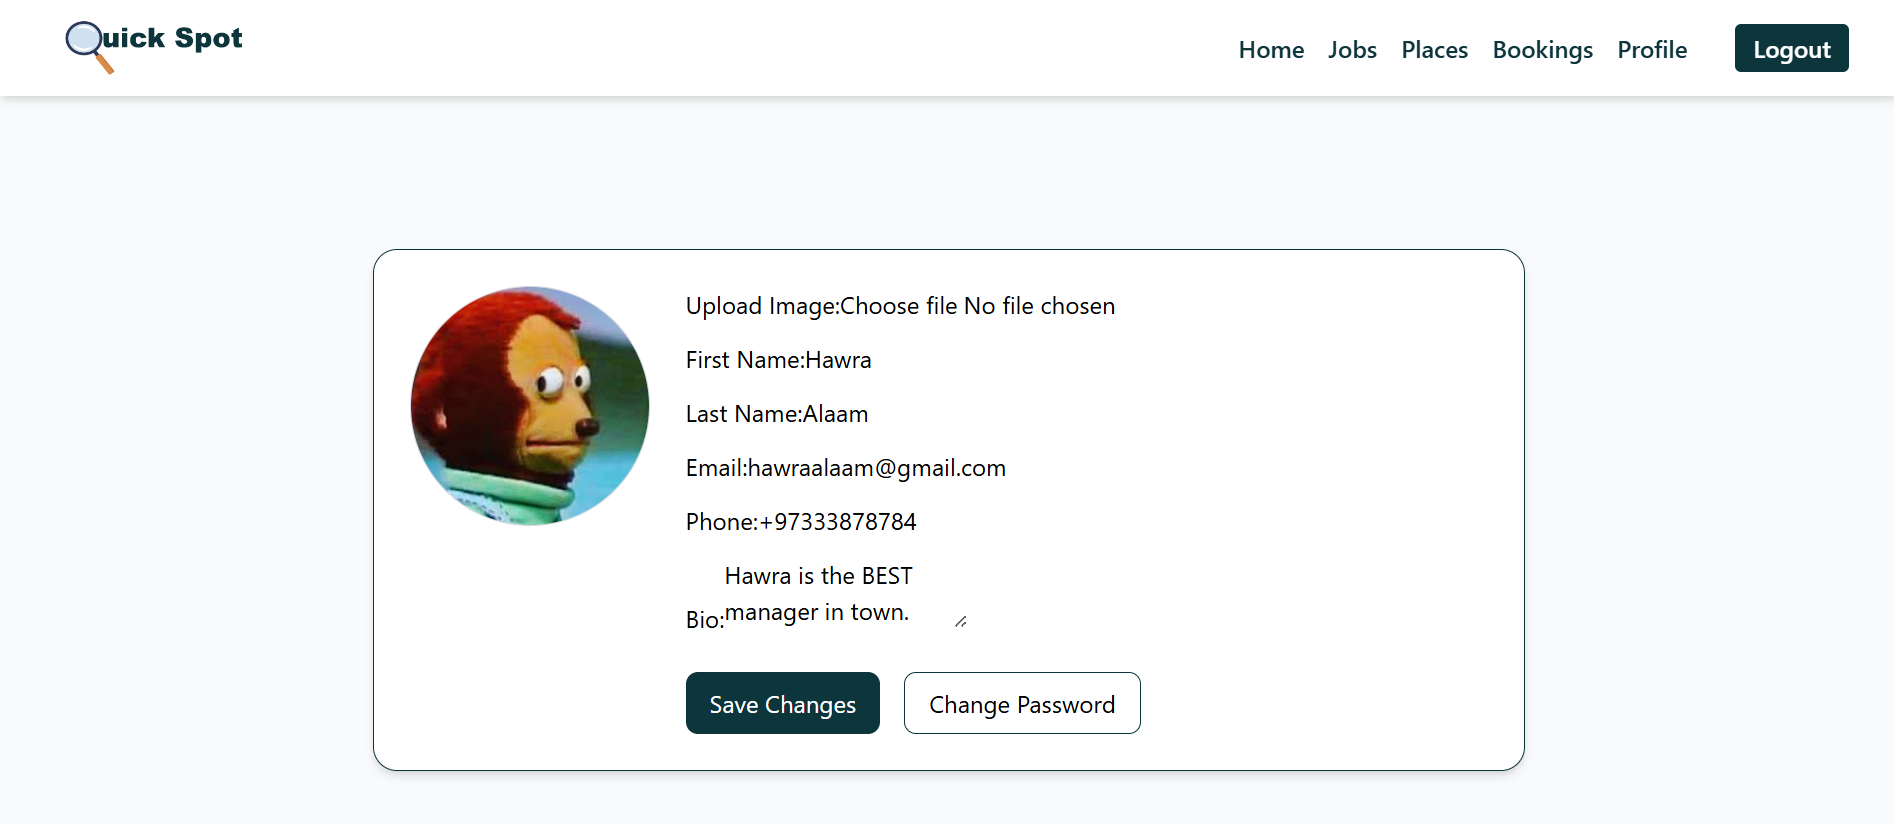 uick Spot
Home Jobs Places Bookings Profile Logout
Upload Image:Choose file No file chosen
First Name:Hawra
Last Name:Alaam
Email:hawraalaam@gmail.com
Phone:+97333878784
Bio:Hawra is the BEST
manager in town.
Save Changes Change Password